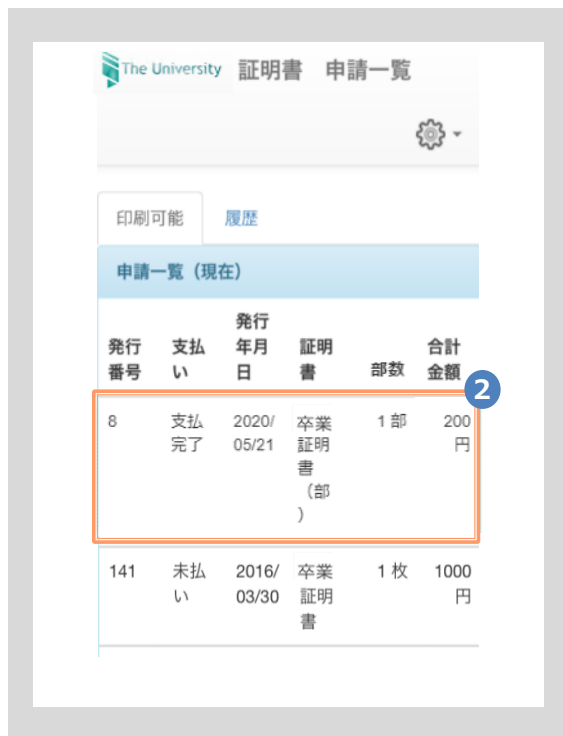 The University 証明書 申請一覧
印刷可能 履歴
申請一覧（現在）
発行
発行 支払 年月 証明 合計
番号 い 日 書 部数 金額
2
8 支払 2020/ 卒業 1 部 200
完了 05/21 証明 円
書
（部
）
141 未払 2016/ 卒業 1 枚 1000
い 03/30 証明 円
書